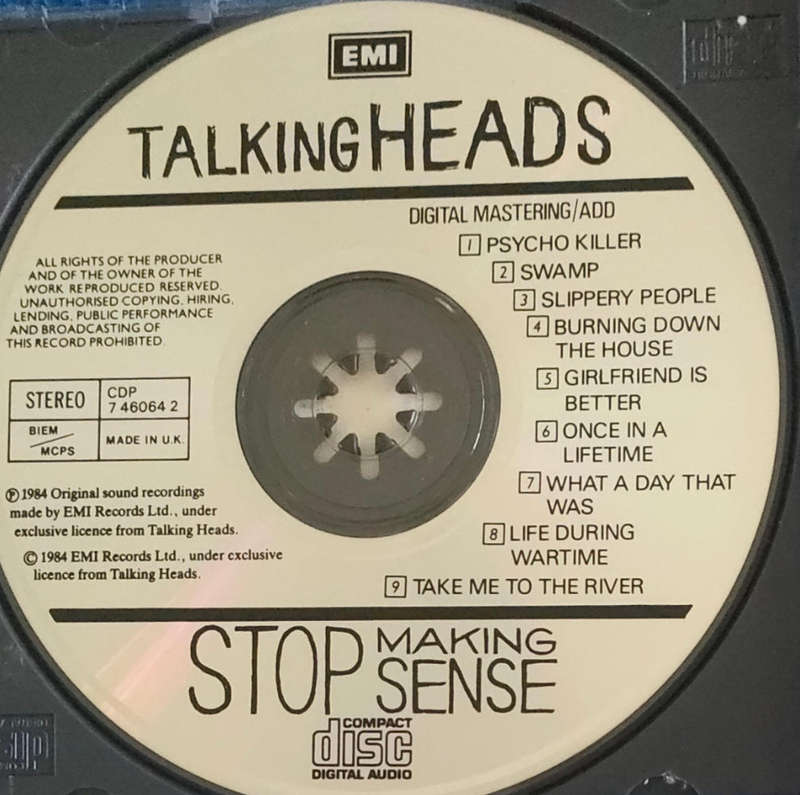 EMI
TALKING HEADS
DIGITAL MASTERING/ADD
1 PSYCHO KILLER
2 SWAMP
3 SLIPPERY PEOPLE
4 BURNING DOWN
THE HOUSE
5 GIRLFRIEND IS
BETTER
6 ONCE IN A
LIFETIME
7 WHAT A DAY THAT
WAS
8 LIFE DURING
WARTIME
9 TAKE ME TO THE RIVER
ALL RIGHTS OF THE PRODUCER
AND OF THE OWNER OF THE
WORK REPRODUCED RESERVED.
UNAUTHORISED COPYING, HIRING,
LENDING, PUBLIC PERFORMANCE
AND BROADCASTING OF
THIS RECORD PROHIBITED.
STEREO
CDP
7 46064 2
BIEM
MCPS
MADE IN U.K.
℗ 1984 Original sound recordings
made by EMI Records Ltd., under
exclusive licence from Talking Heads.
© 1984 EMI Records Ltd., under exclusive
licence from Talking Heads.
STOP MAKING
SENSE
COMPACT
disc
DIGITAL AUDIO